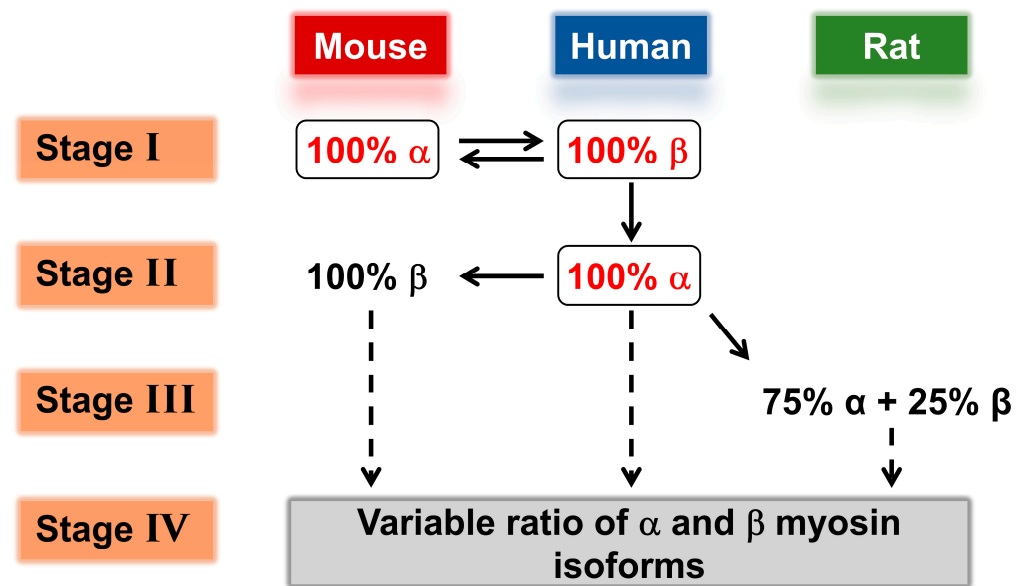 Mouse Human Rat
Stage I 100% α 100% β
Stage II 100% β 100% α
Stage III 75% α + 25% β
Stage IV Variable ratio of α and β myosin
isoforms